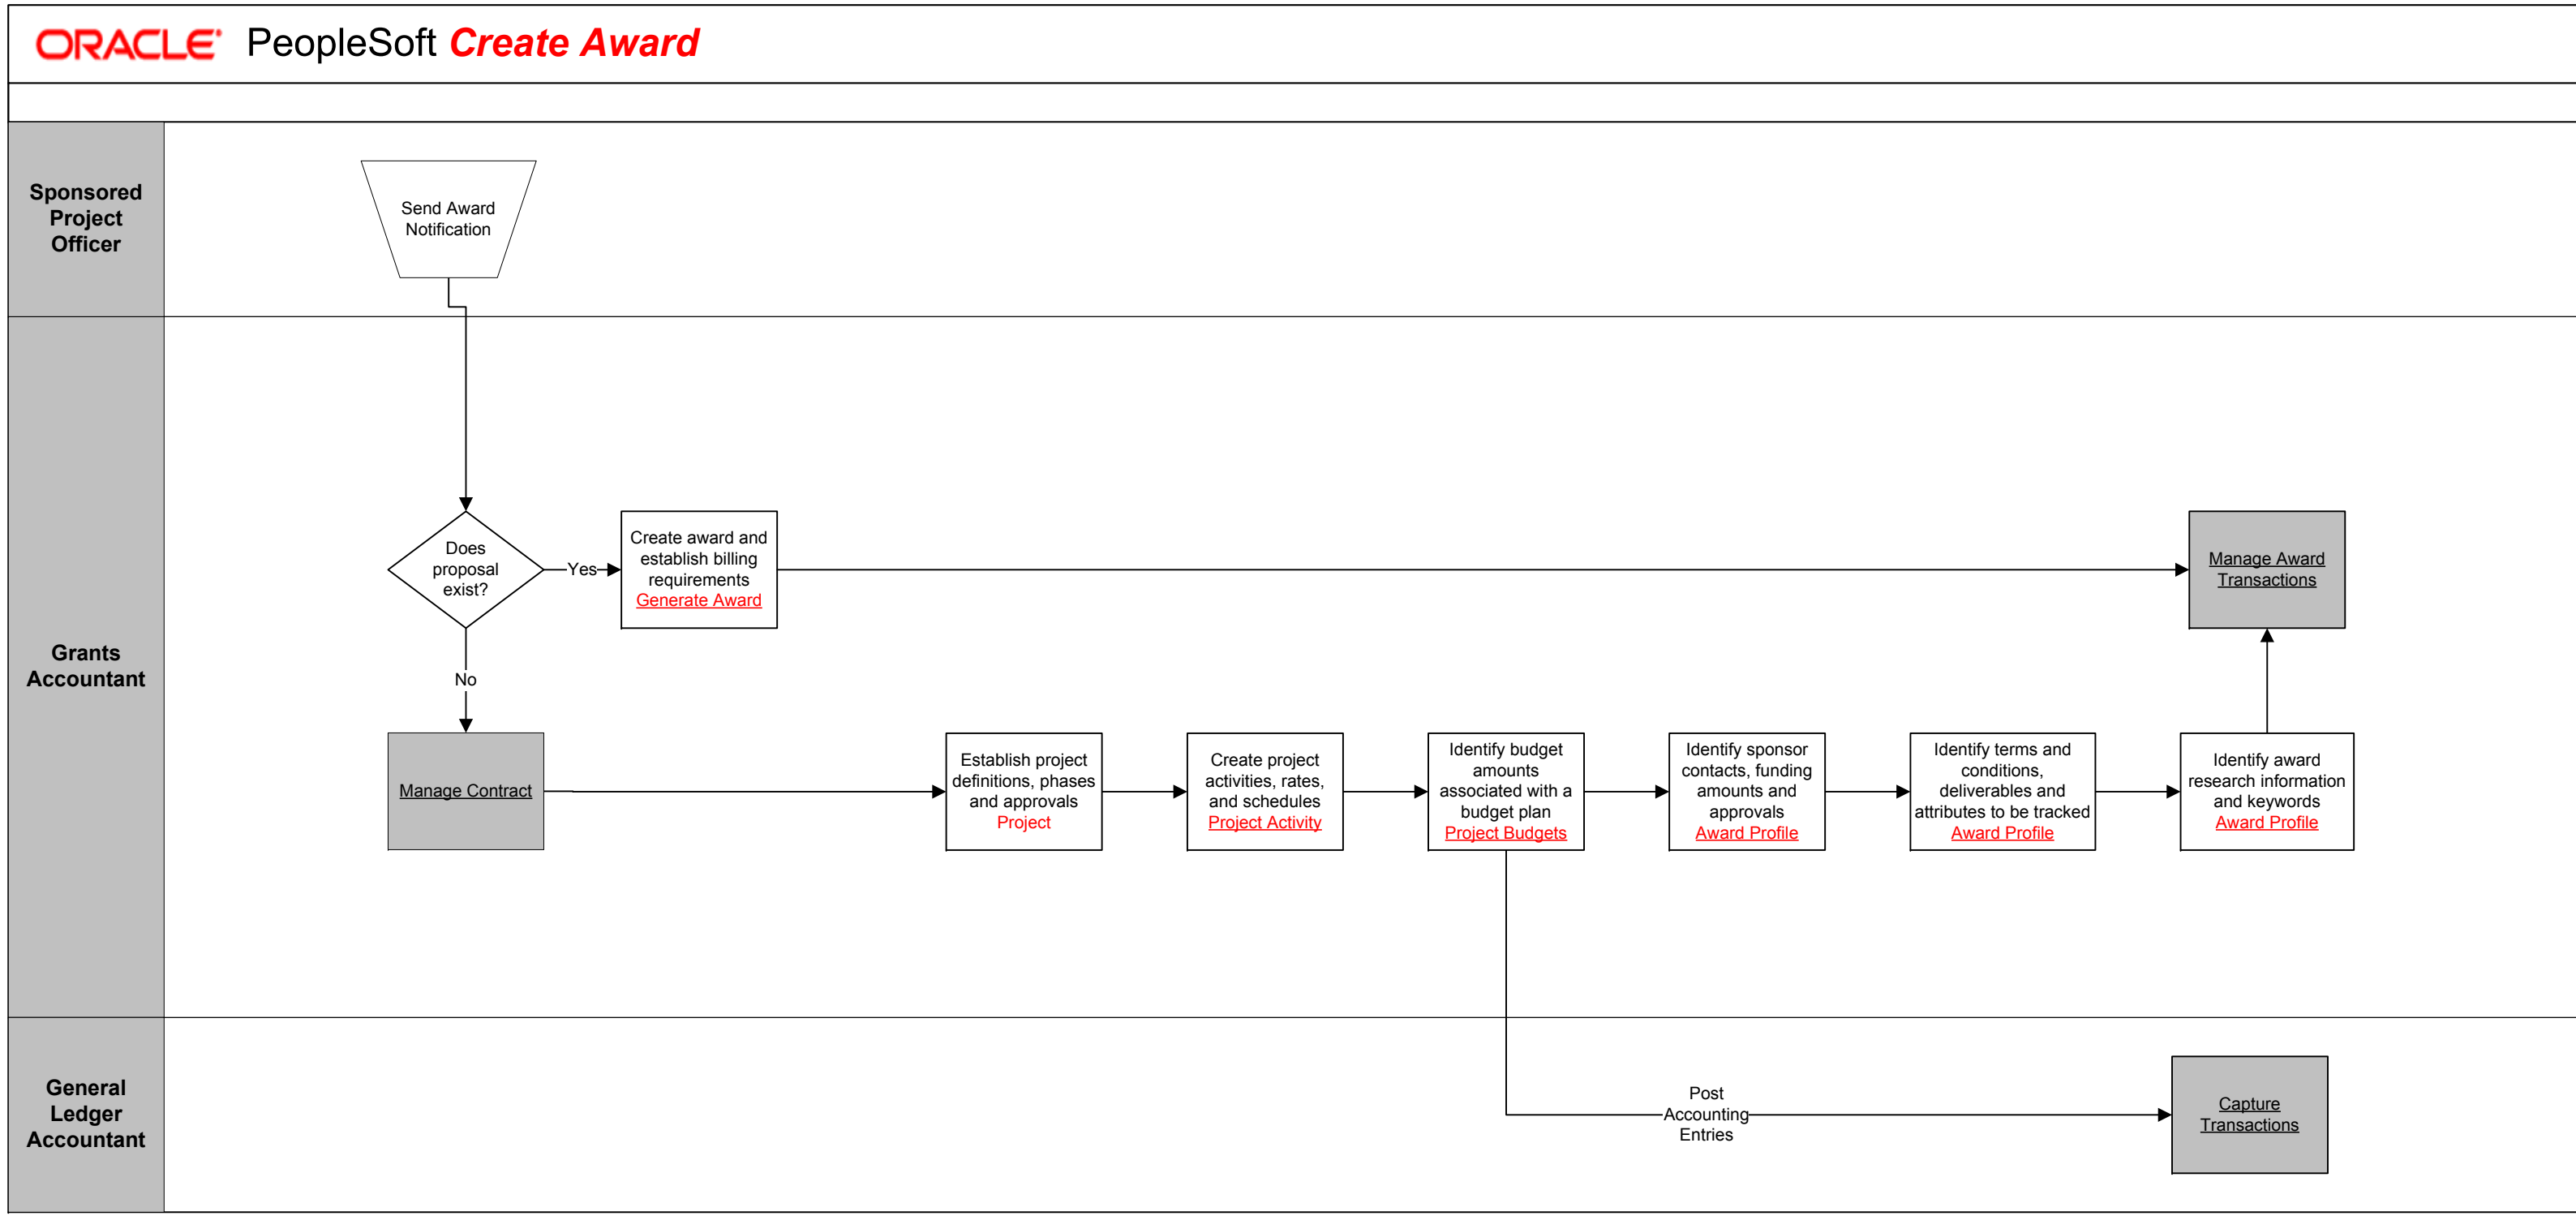 ORACLE PeopleSoft Create Award
Sponsored
Project
Officer
Send Award
Notification
Grants
Accountant
Does
proposal
exist?
Yes
Create award and
establish billing
requirements
Generate Award
Manage Award
Transactions
No
Manage Contract
Establish project
definitions, phases
and approvals
Project
Create project
activities, rates,
and schedules
Project Activity
Identify budget
amounts
associated with a
budget plan
Project Budgets
Identify sponsor
contacts, funding
amounts and
approvals
Award Profile
Identify terms and
conditions,
deliverables and
attributes to be tracked
Award Profile
Identify award
research information
and keywords
Award Profile
General
Ledger
Accountant
Post
Accounting
Entries
Capture
Transactions